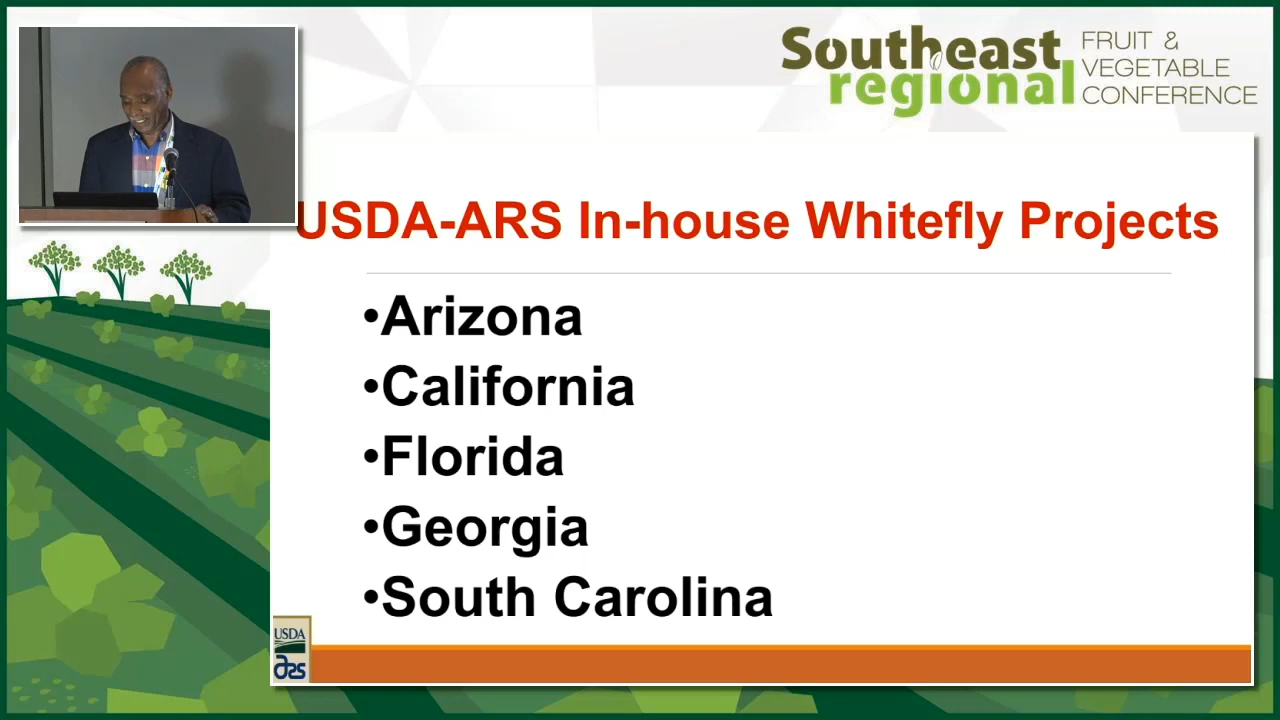 Southeast
regional
FRUIT &
VEGETABLE
CONFERENCE
USDA-ARS In-house Whitefly Projects
•Arizona
•California
•Florida
•Georgia
•South Carolina
USDA
ars